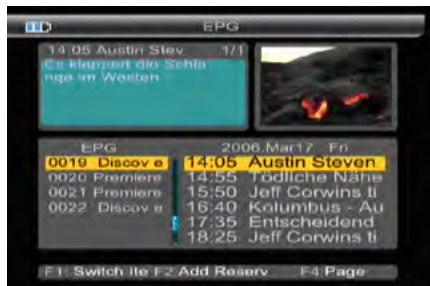 EPG
14 05 Austin Stev 1/1
Es klappert die Schla
nge im Westen
EPG 2006.Mar17 Fri
0019 Discov e 14:05 Austin Steven
0020 Premiere 14:55 Tödliche Nähe
0021 Premiere 15:50 Jeff Corwins ti
0022 Discov e 16:40 Kolumbus - Au
17:35 Entscheidend
18:25 Jeff Corwins ti
F1 Switch Ite F2 Add Reserv F4 Page